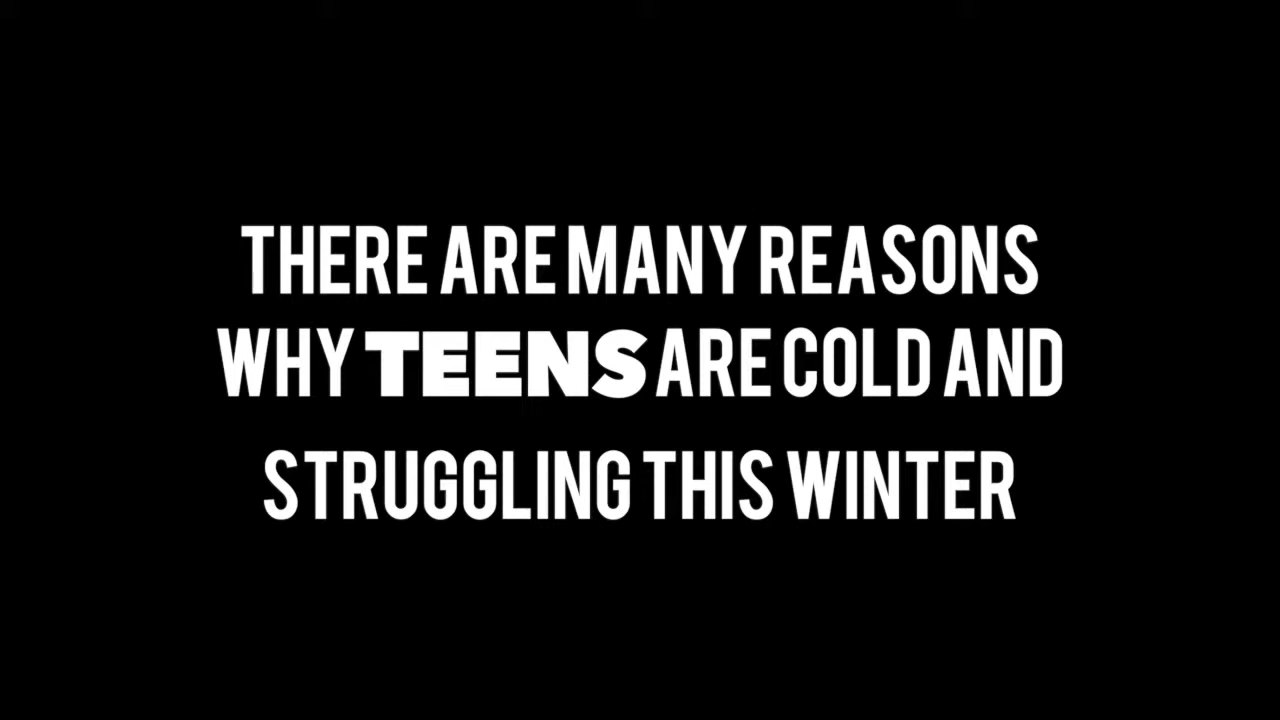 THERE ARE MANY REASONS
WHY TEENS ARE COLD AND
STRUGGLING THIS WINTER